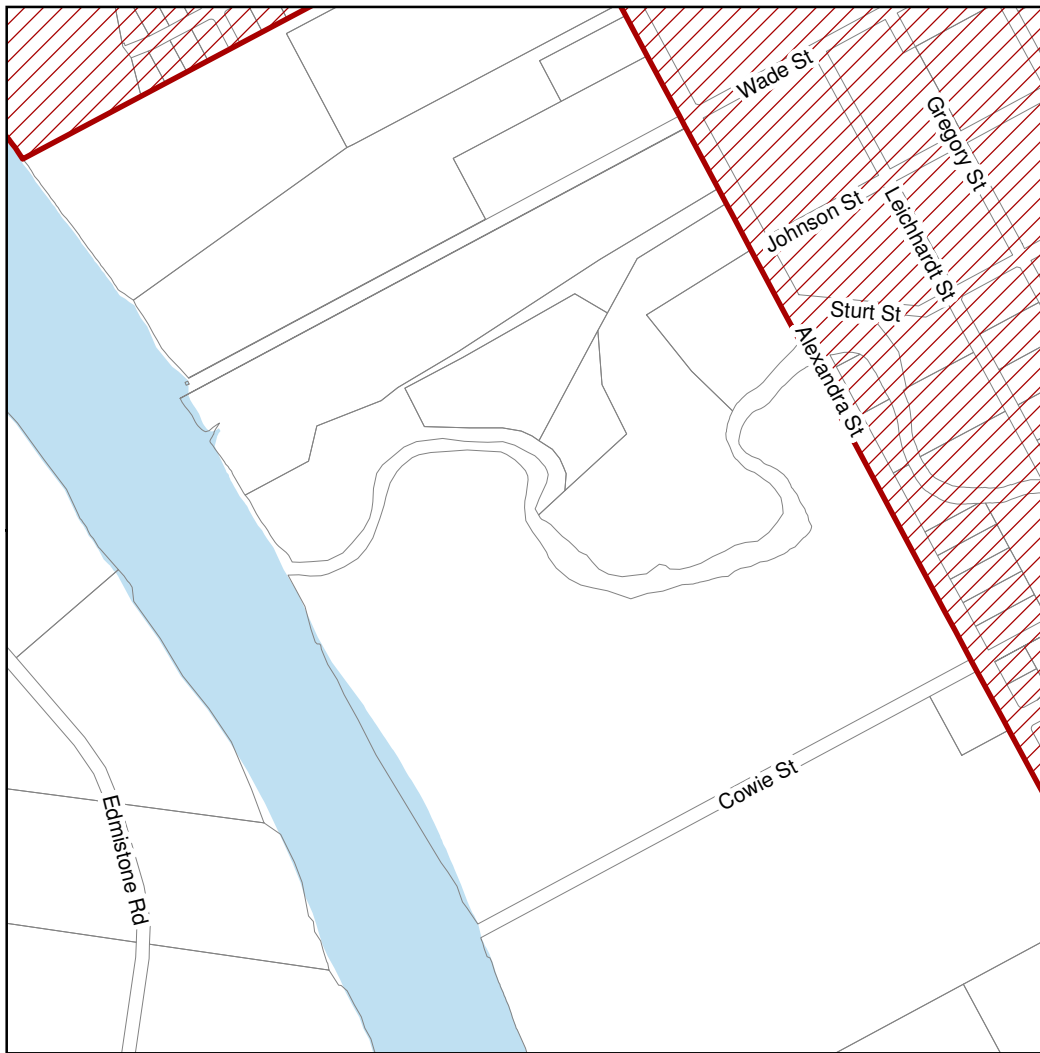 Wade St
Gregory St
Johnson St
Leichhardt St
Sturt St
Alexandra St
Cowie St
Edmistone Rd